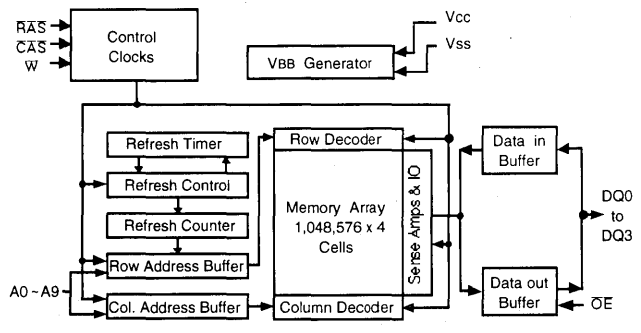 RAS
CAS
W
Control
Clocks
VBB Generator
Vcc
Vss
Refresh Timer
Refresh Control
Refresh Counter
Row Address Buffer
Col. Address Buffer
A0 ~ A9
Row Decoder
Memory Array
1,048,576 x 4
Cells
Column Decoder
Sense Amps & IO
Data in
Buffer
Data out
Buffer
DQ0
to
DQ3
OE